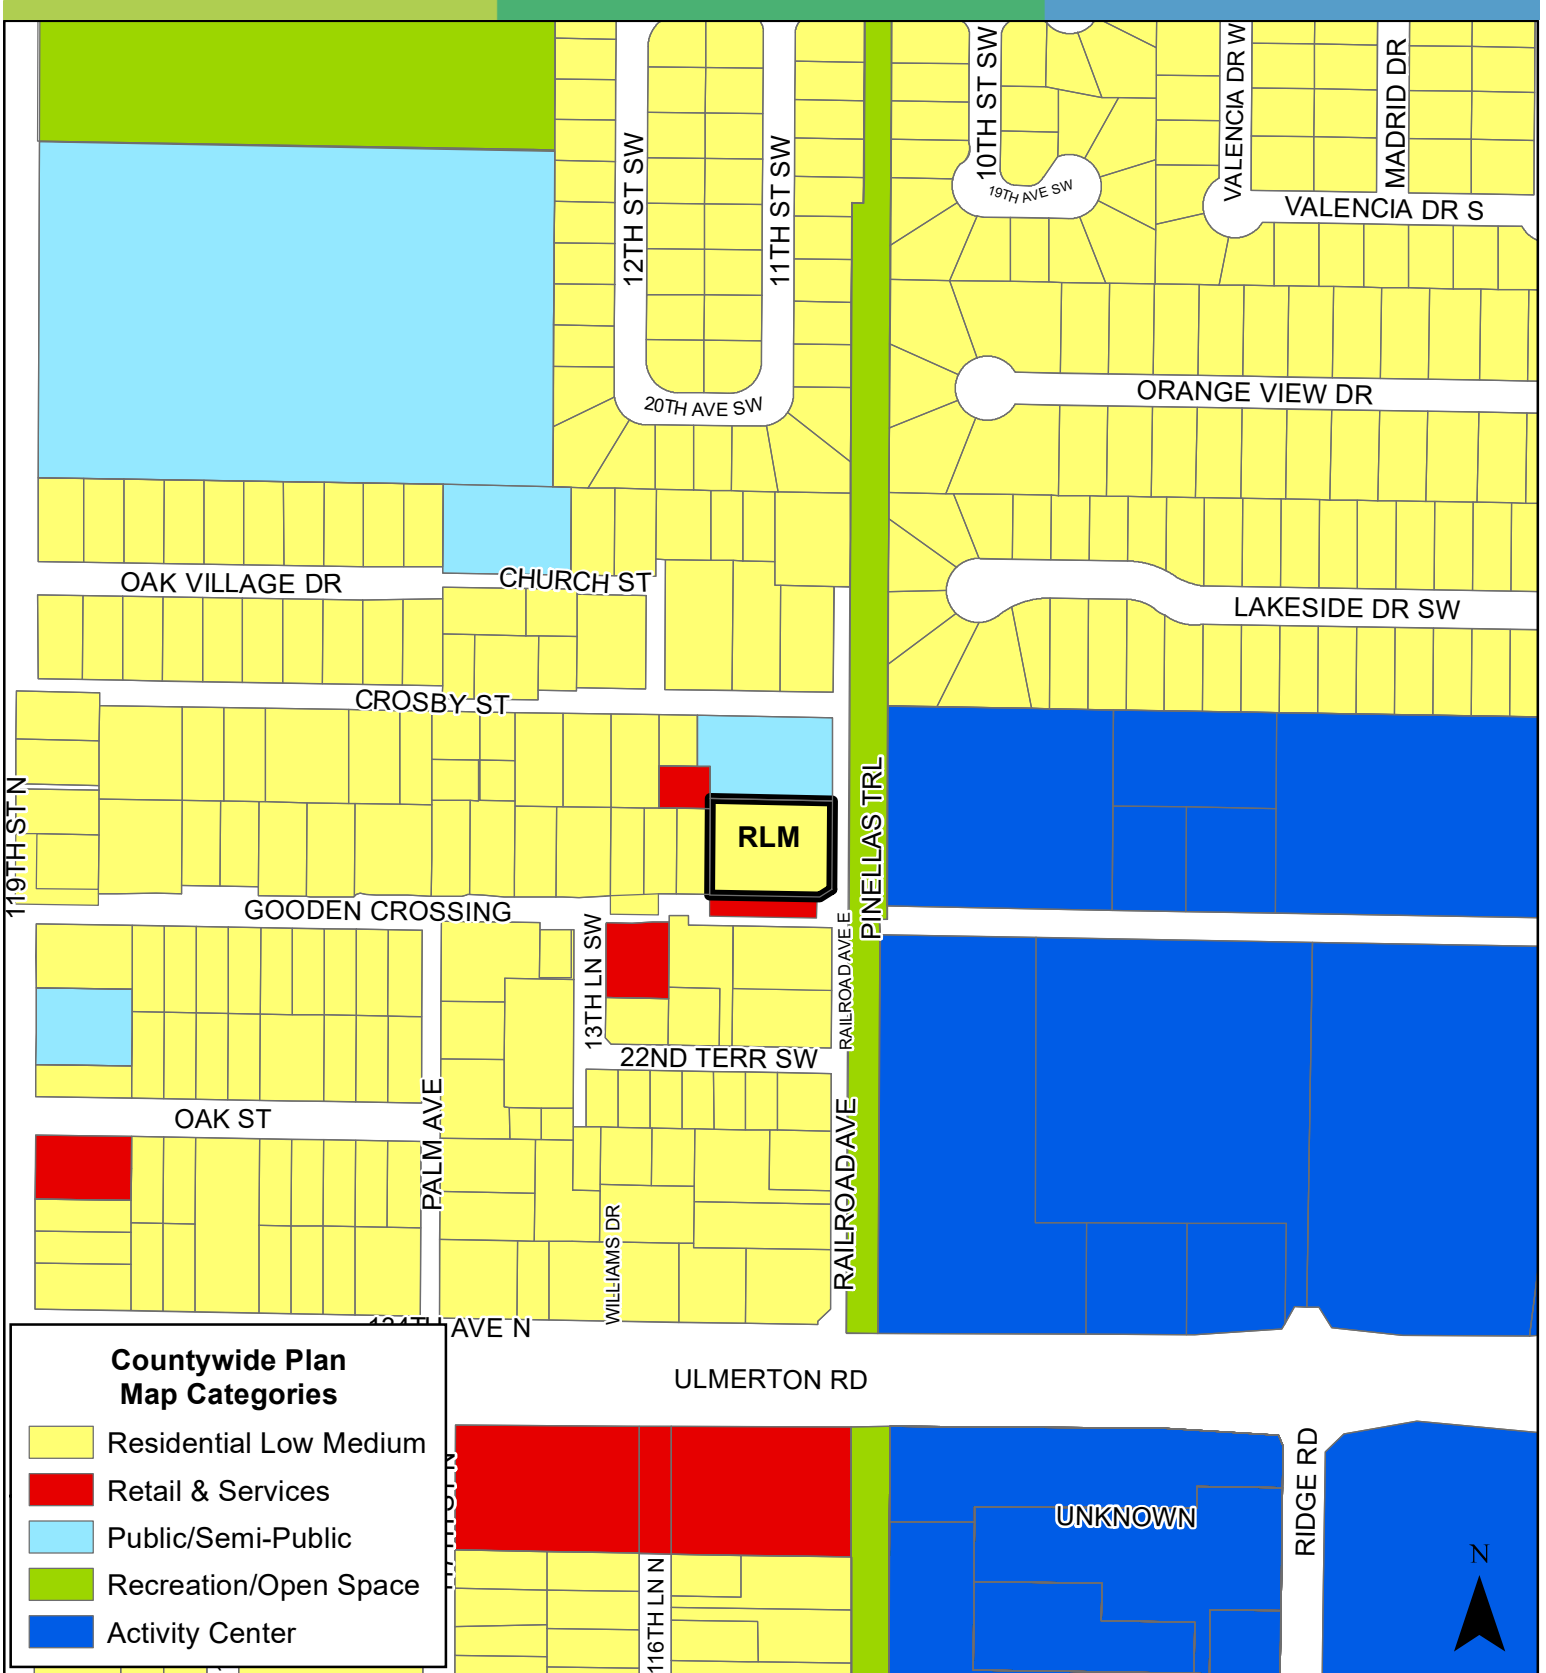 10TH ST SW
VALENCIA DR W
MADRID DR
12TH ST SW
11TH ST SW
19TH AVE SW
VALENCIA DR S
ORANGE VIEW DR
20TH AVE SW
OAK VILLAGE DR
CHURCH ST
LAKESIDE DR SW
CROSBY ST
119TH ST N
RLM
PINELLAS TRL
GOODEN CROSSING
13TH LN SW
RAILROAD AVE E
22ND TERR SW
OAK ST
PALM AVE
RAILROAD AVE
WILLIAMS DR
134TH AVE N
ULMERTON RD
Countywide Plan
Map Categories
Residential Low Medium
Retail & Services
Public/Semi-Public
Recreation/Open Space
Activity Center
116TH LN N
UNKNOWN
RIDGE RD
N